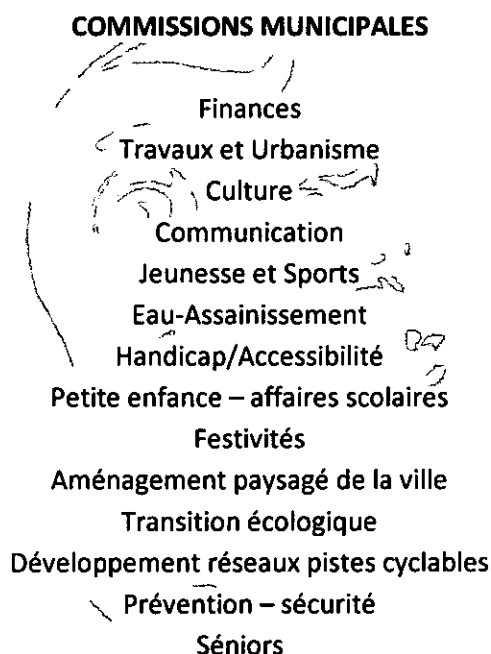 COMMISSIONS MUNICIPALES
Finances
Travaux et Urbanisme
Culture
Communication
Jeunesse et Sports
Eau-Assainissement
Handicap/Accessibilité
Petite enfance – affaires scolaires
Festivités
Aménagement paysagé de la ville
Transition écologique
Développement réseaux pistes cyclables
Prévention – sécurité
Séniors